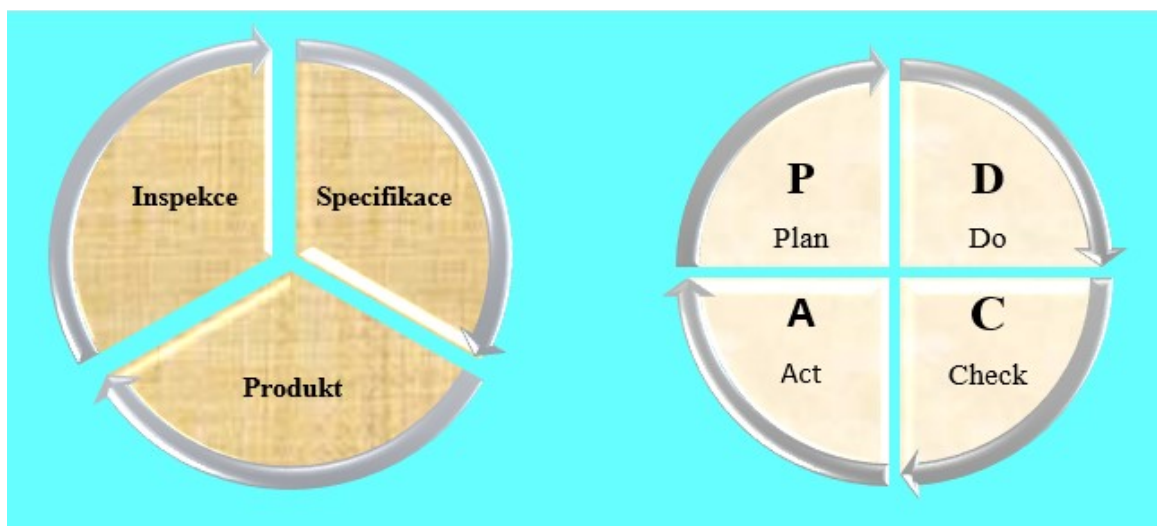 Inspekce
Specifikace
Produkt
P
Plan
D
Do
A
Act
C
Check